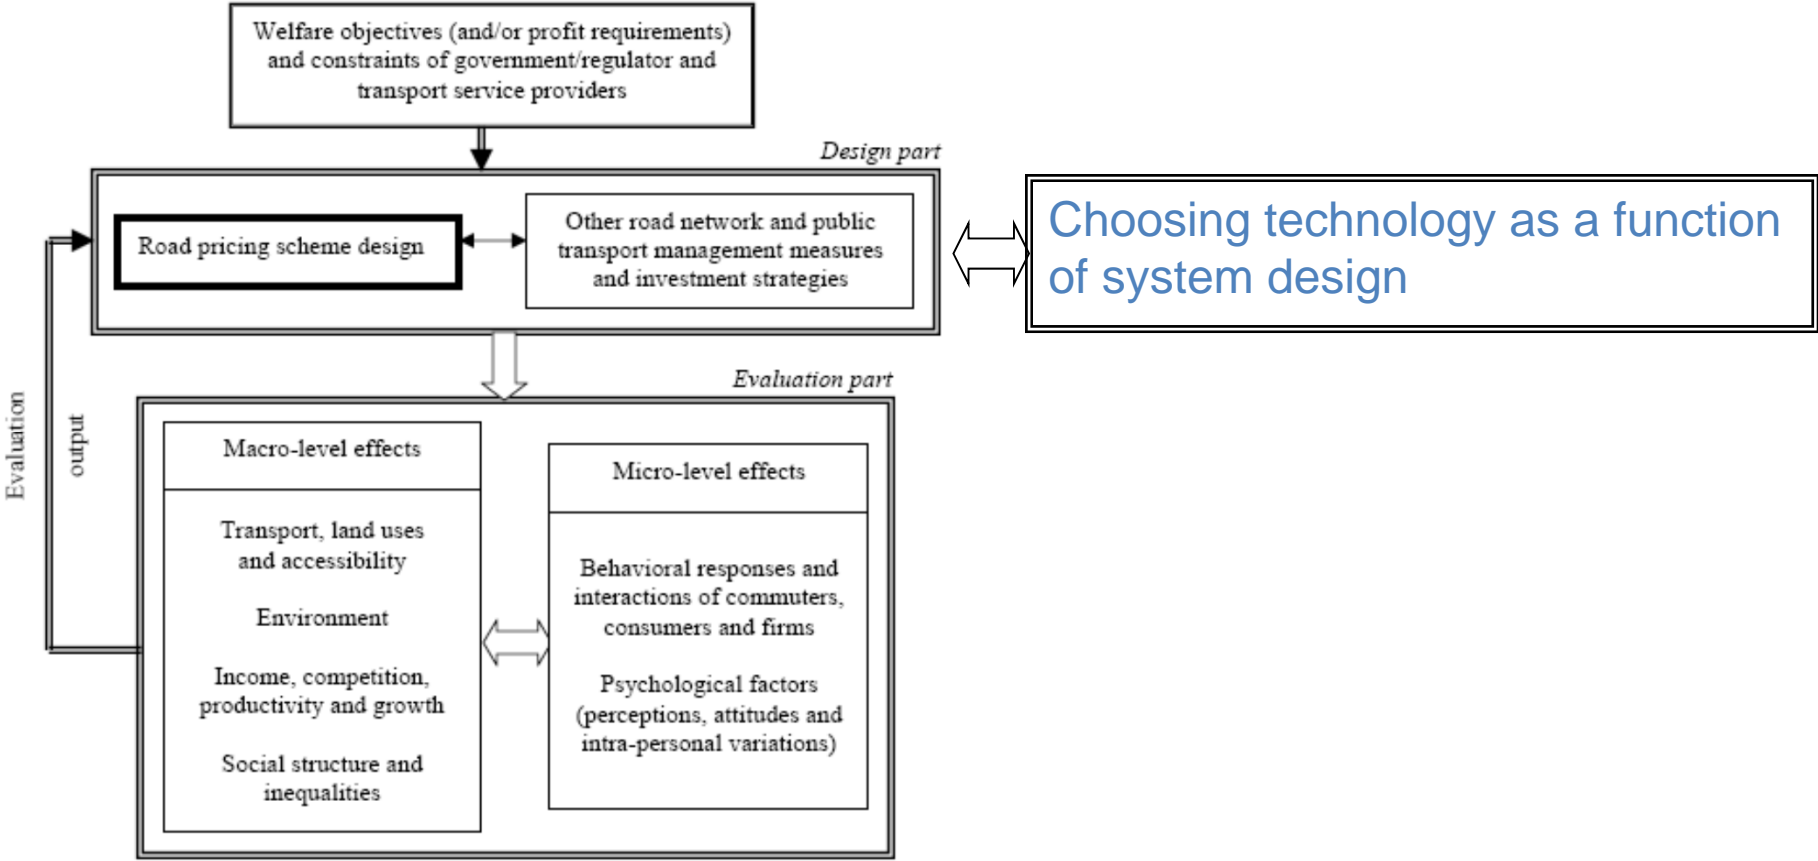 Welfare objectives (and/or profit requirements)
and constraints of government/regulator and
transport service providers
Design part
Road pricing scheme design
Other road network and public
transport management measures
and investment strategies
Choosing technology as a function
of system design
Evaluation
output
Evaluation part
Macro-level effects
Transport, land uses
and accessibility
Environment
Income, competition,
productivity and growth
Social structure and
inequalities
Micro-level effects
Behavioral responses and
interactions of commuters,
consumers and firms
Psychological factors
(perceptions, attitudes and
intra-personal variations)